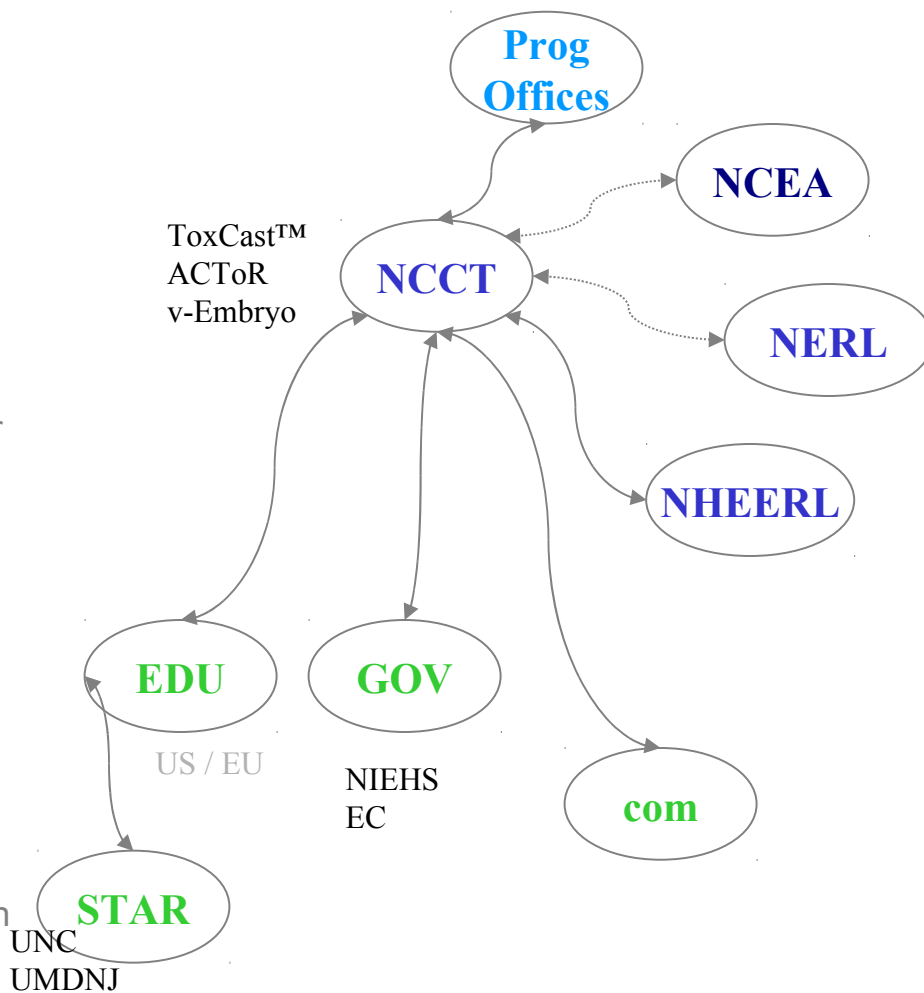 Prog
Offices
NCEA
ToxCast™
ACToR
v-Embryo
NCCT
NERL
NHEERL
EDU
GOV
US / EU
NIEHS
EC
com
STAR
UNC
UMDNJ